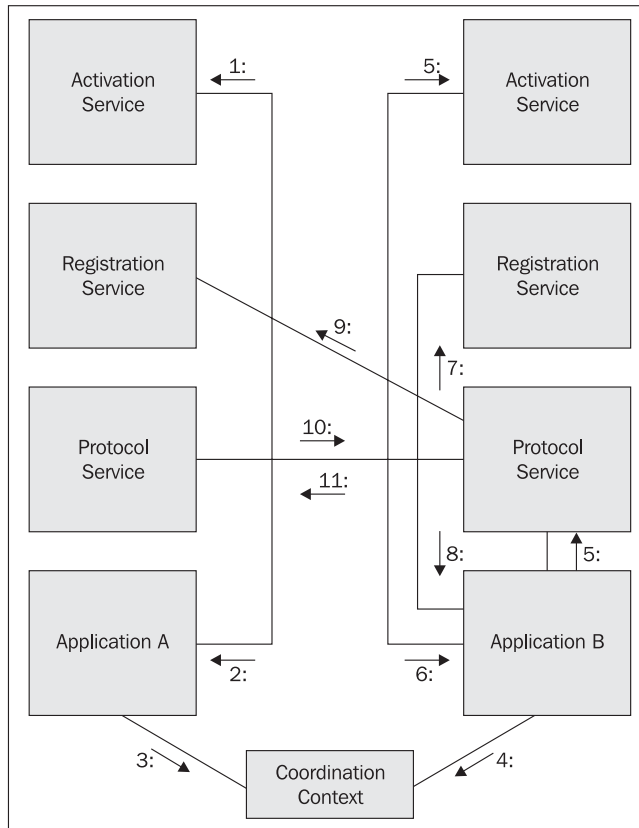 1:
5:
Activation
Service
Activation
Service
Registration
Service
Registration
Service
9:
7:
10:
Protocol
Service
Protocol
Service
11:
8:
5:
Application A
Application B
2:
6:
3:
4:
Coordination
Context